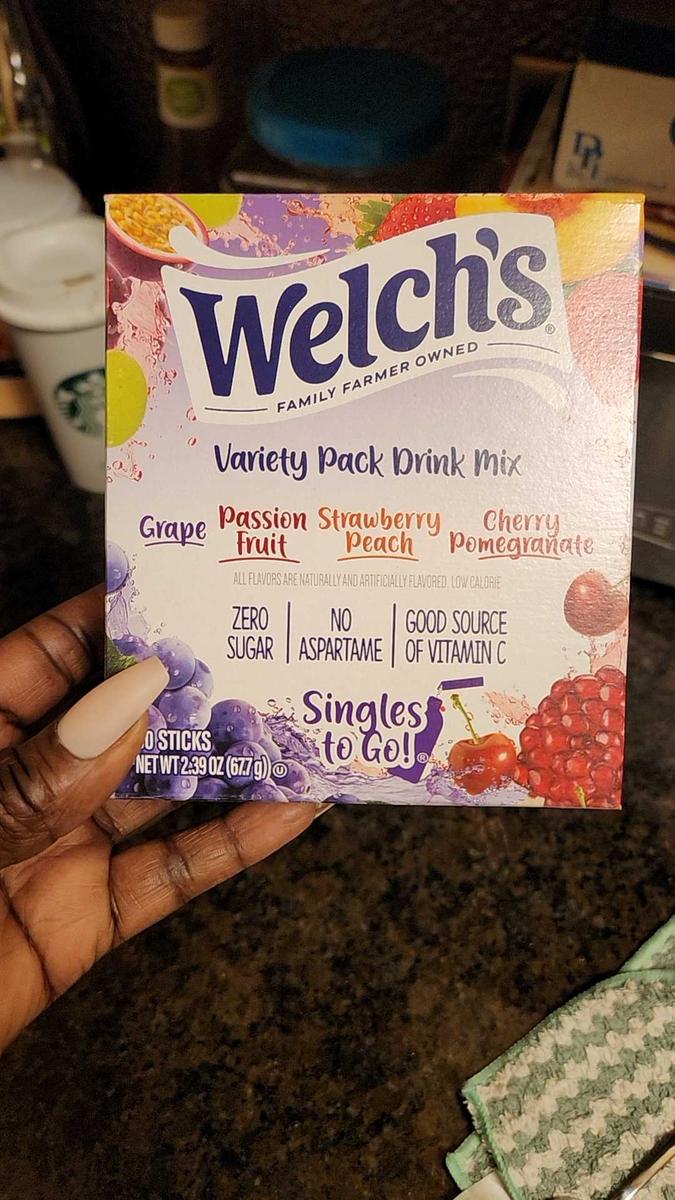 Welch's®
FAMILY FARMER OWNED
Variety Pack Drink Mix
Grape
Passion
Fruit
Strawberry
Peach
Cherry
Pomegranate
ALL FLAVORS ARE NATURALLY AND ARTIFICIALLY FLAVORED. LOW CALORIE
ZERO
SUGAR
NO
ASPARTAME
GOOD SOURCE
OF VITAMIN C
Singles
to Go!®
0 STICKS
NET WT 2.39 OZ (67.7 g) U